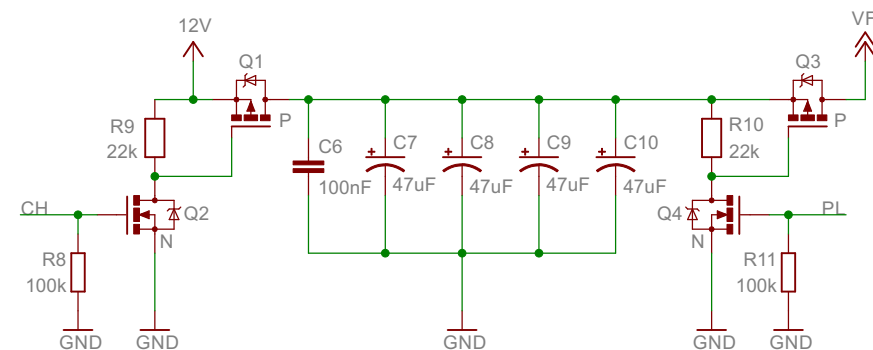 12V
VP
Q1
Q3
R9
22k
P
C6
100nF
C7
47uF
C8
47uF
C9
47uF
C10
47uF
R10
22k
P
CH
Q2
N
Q4
N
PL
R8
100k
R11
100k
GND
GND
GND
GND
GND